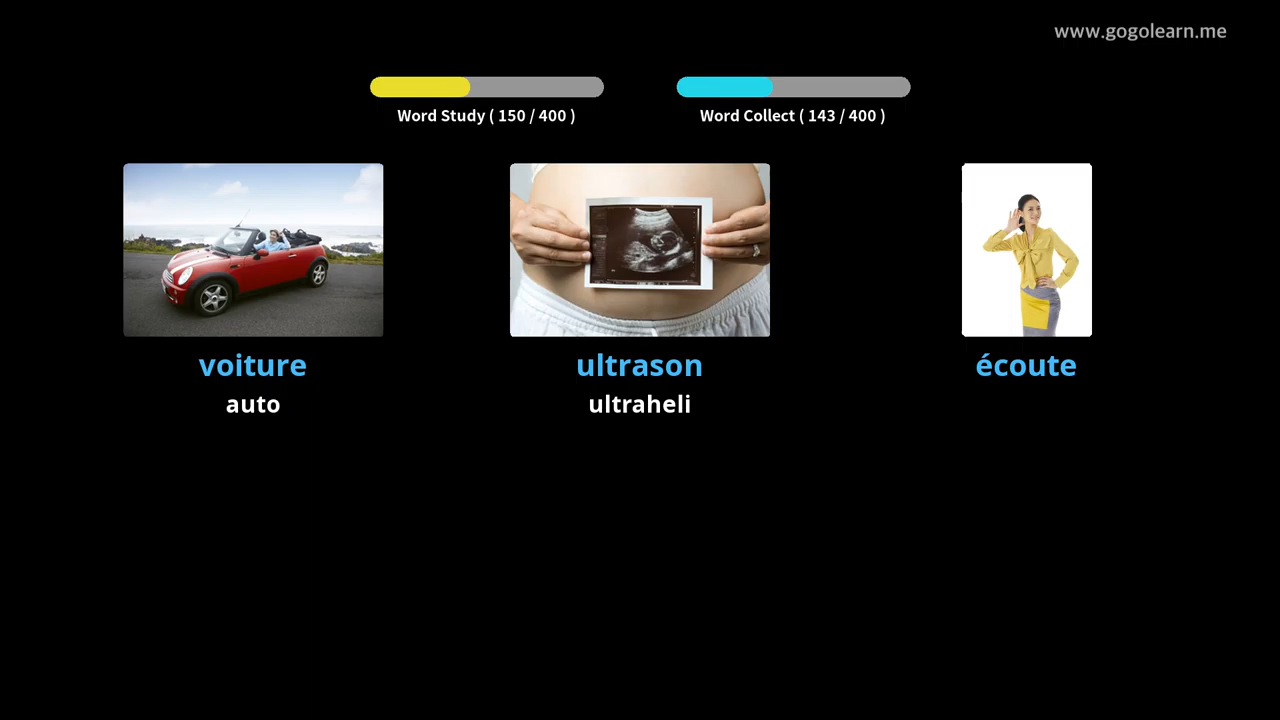 www.gogolearn.me
Word Study ( 150 / 400 )
Word Collect ( 143 / 400 )
voiture
ultrason
écoute
auto
ultraheli